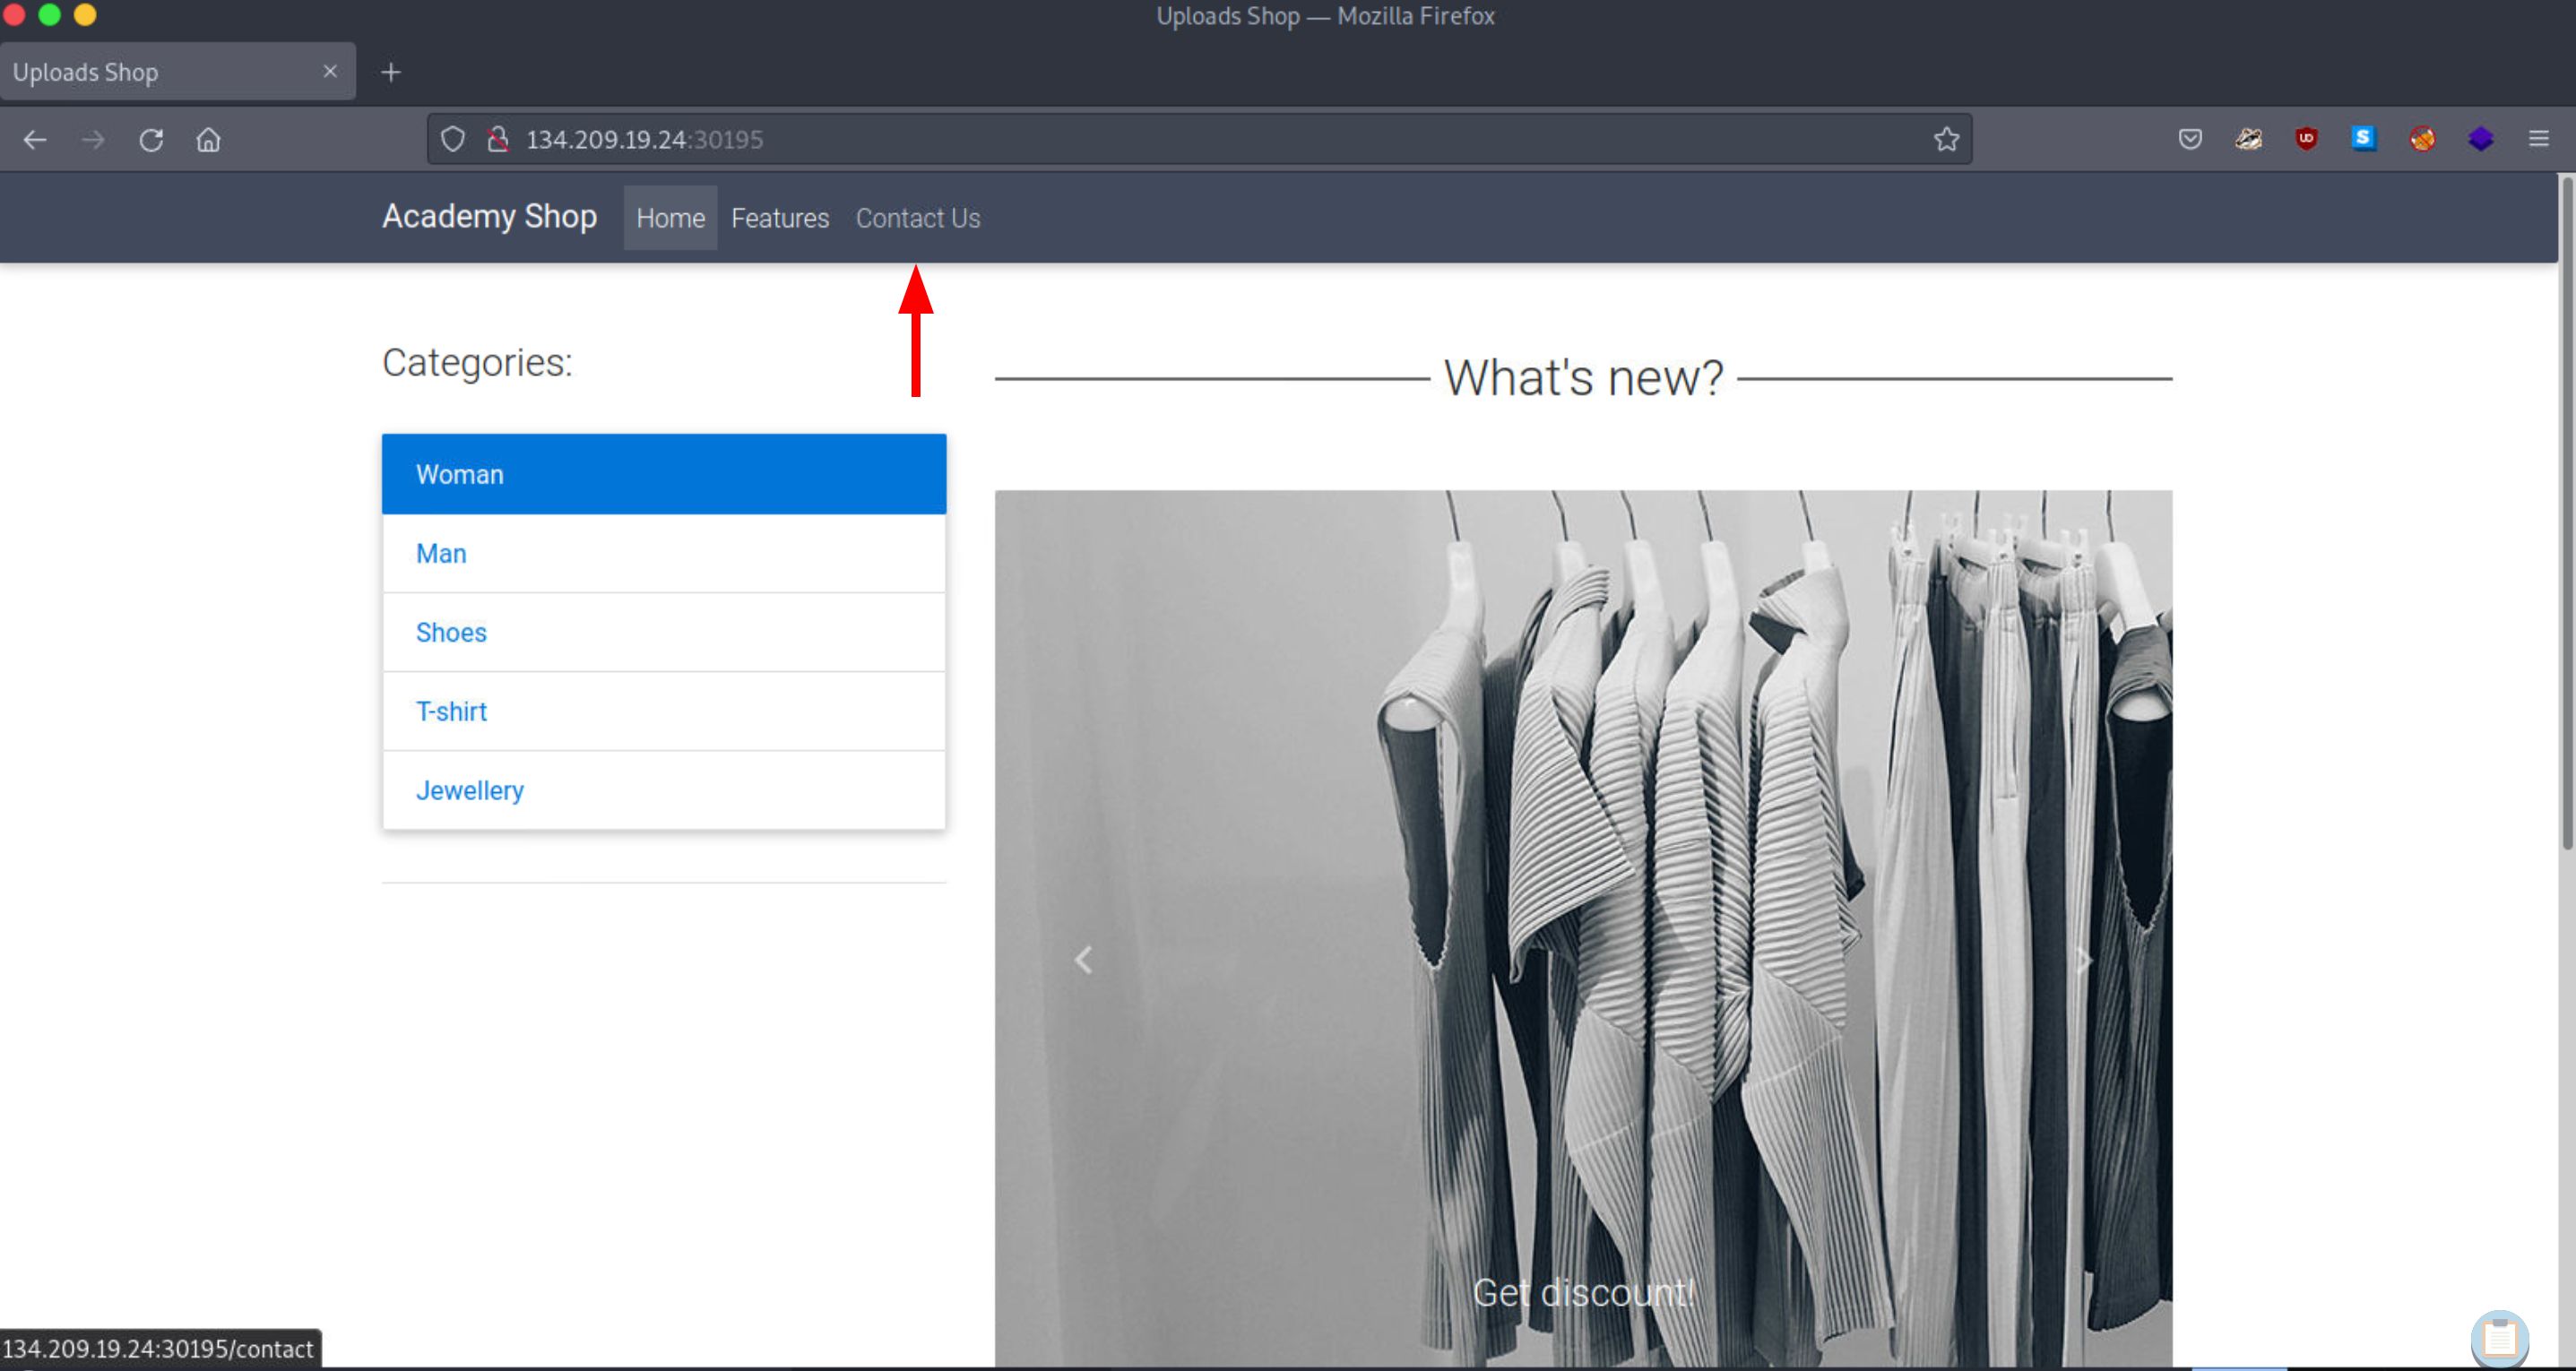 Uploads Shop — Mozilla Firefox
Uploads Shop
134.209.19.24:30195
UD
S
Academy Shop Home Features Contact Us
Categories:
What's new?
Woman
Man
Shoes
T-shirt
Jewellery
Get discount!
134.209.19.24:30195/contact